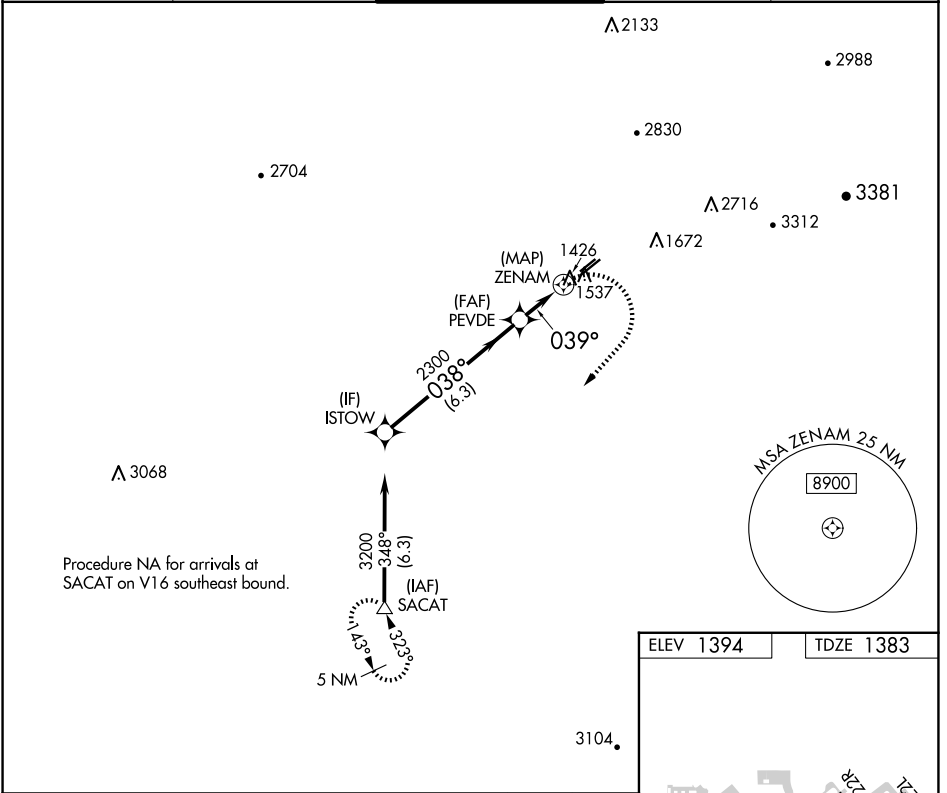 2133
2988
2830
2704
3381
2716
3312
1672
1426
(MAP)
ZENAM
1537
(FAF)
PEVDE
039°
2300
038°
(6.3)
(IF)
ISTOW
MSA ZENAM 25 NM
8900
3068
3200
348°
(6.3)
Procedure NA for arrivals at
SACAT on V16 southeast bound.
(IAF)
SACAT
143°
323°
5 NM
ELEV 1394
TDZE 1383
3104
22R
22L